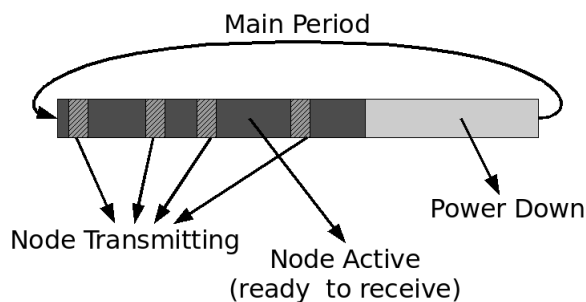 Main Period
Node Transmitting
Power Down
Node Active
(ready to receive)